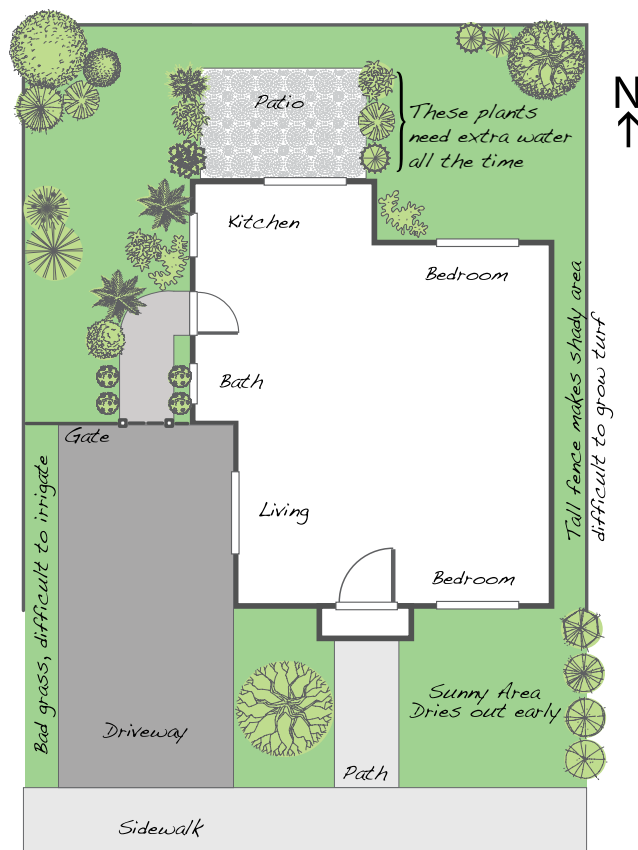 N
Patio
These plants
need extra water
all the time
Kitchen
Bedroom
Tall fence makes shady area
difficult to grow turf
Bath
Gate
Bad grass, difficult to irrigate
Living
Bedroom
Sunny Area
Dries out early
Driveway
Path
Sidewalk